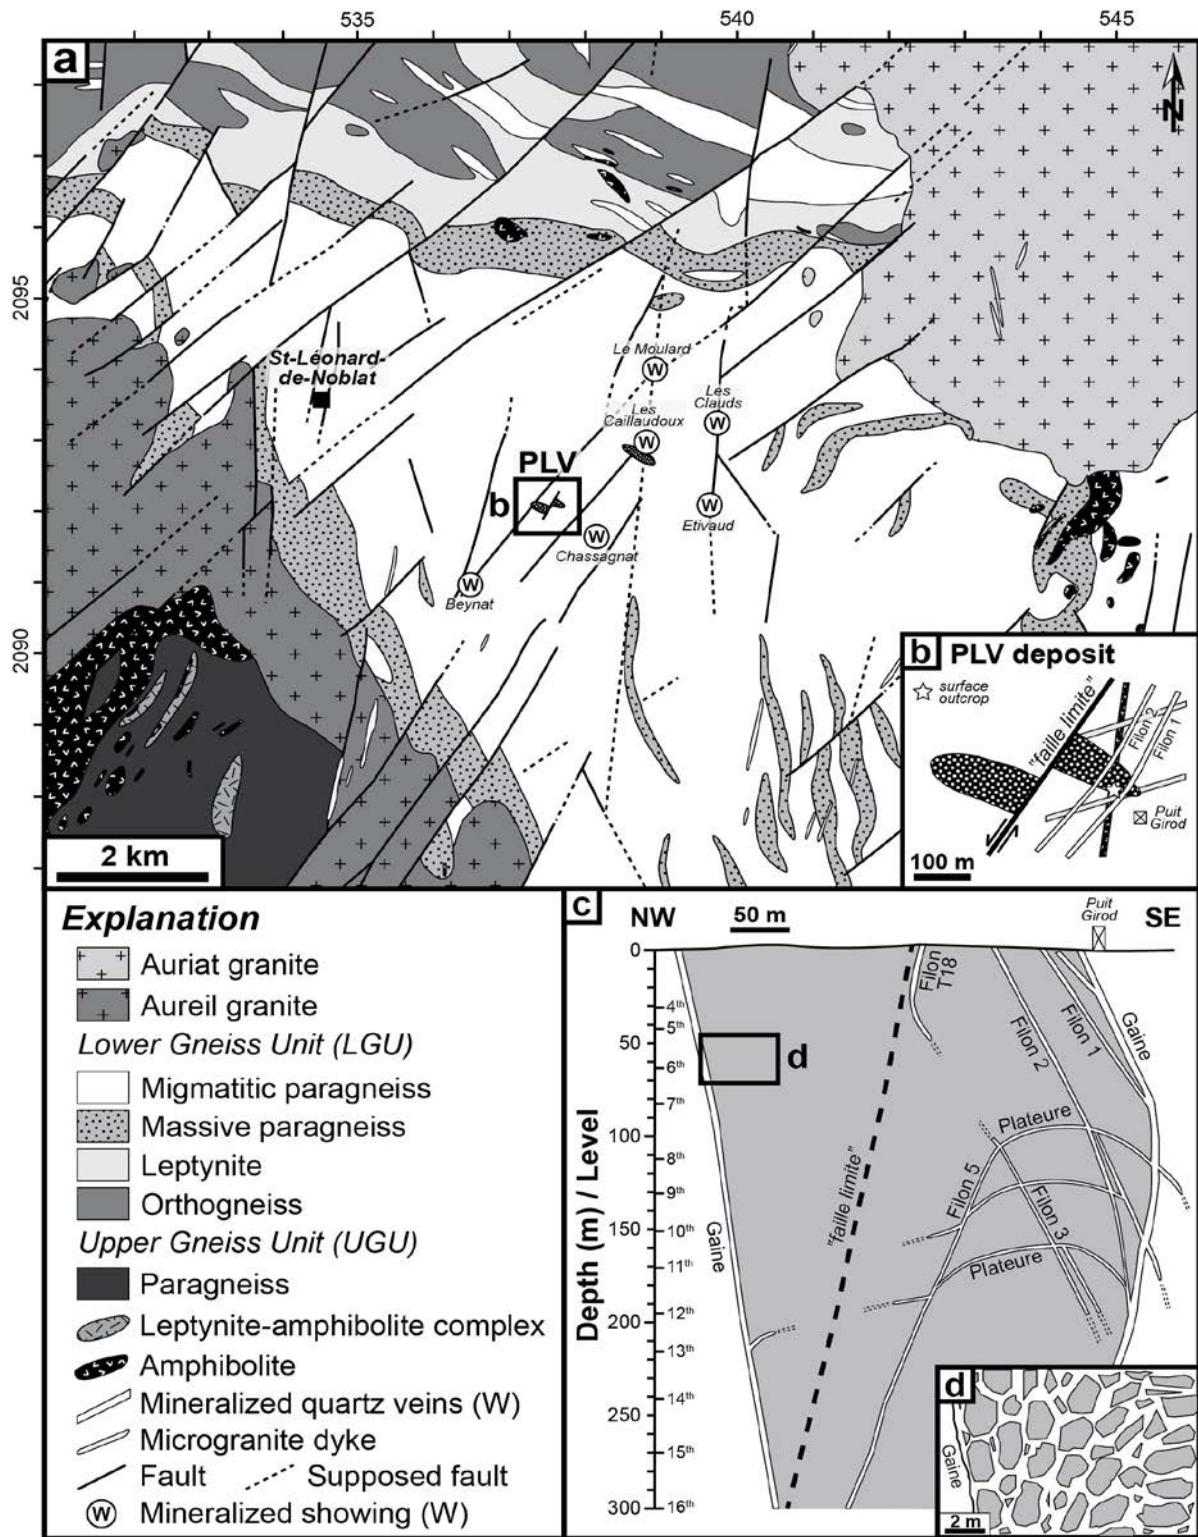 535
540
545
a
N
2095
2090
St-Léonard-
de-Noblat
Le Moulard
W
Les
Clauds
W
Les
Caillaudoux
W
PLV
b
W
Chassagnat
W
Etivaud
W
Beynat
2 km
b PLV deposit
surface
outcrop
"faille limite"
Filon 2
Filon 1
Puit
Girod
100 m
Explanation
Auriat granite
Aureil granite
Lower Gneiss Unit (LGU)
Migmatitic paragneiss
Massive paragneiss
Leptynite
Orthogneiss
Upper Gneiss Unit (UGU)
Paragneiss
Leptynite-amphibolite complex
Amphibolite
Mineralized quartz veins (W)
Microgranite dyke
Fault
Supposed fault
W Mineralized showing (W)
c
NW
50 m
Puit
Girod
SE
Depth (m) / Level
0
4th
5th
50
6th
7th
100
8th
9th
150
10th
11th
12th
200
13th
14th
250
15th
300
16th
Filon
T18
d
Filon 2
Filon 1
Gaine
Plateure
"faille limite"
Filon 5
Filon 3
Gaine
Plateure
d
Gaine
2 m